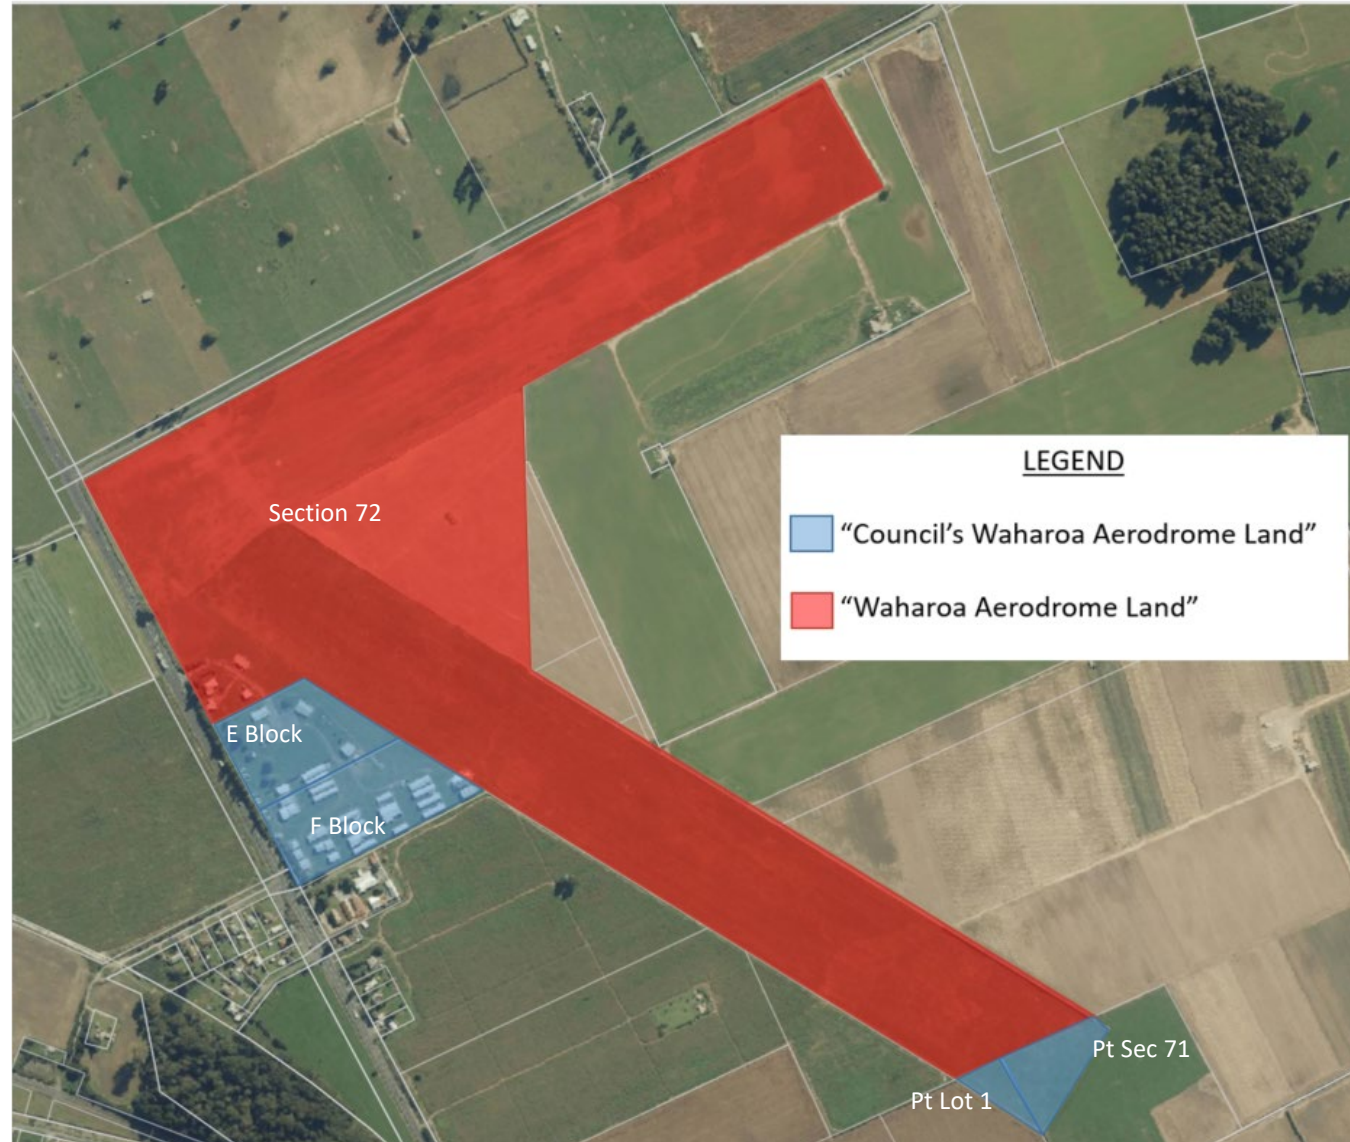 LEGEND
“Council’s Waharoa Aerodrome Land”
“Waharoa Aerodrome Land”
Section 72
E Block
F Block
Pt Sec 71
Pt Lot 1